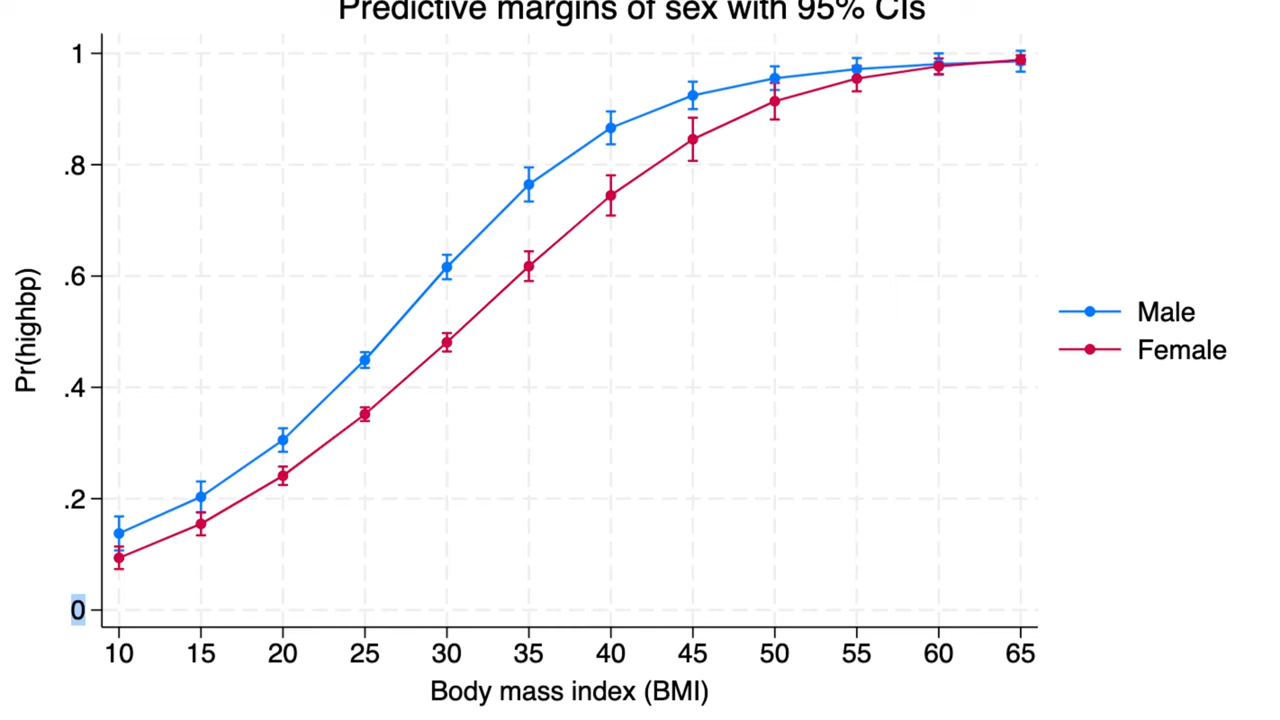 Predictive margins of sex with 95% CIs
1
.8
.6
.4
.2
0
Pr(highbp)
10 15 20 25 30 35 40 45 50 55 60 65
Body mass index (BMI)
Male
Female